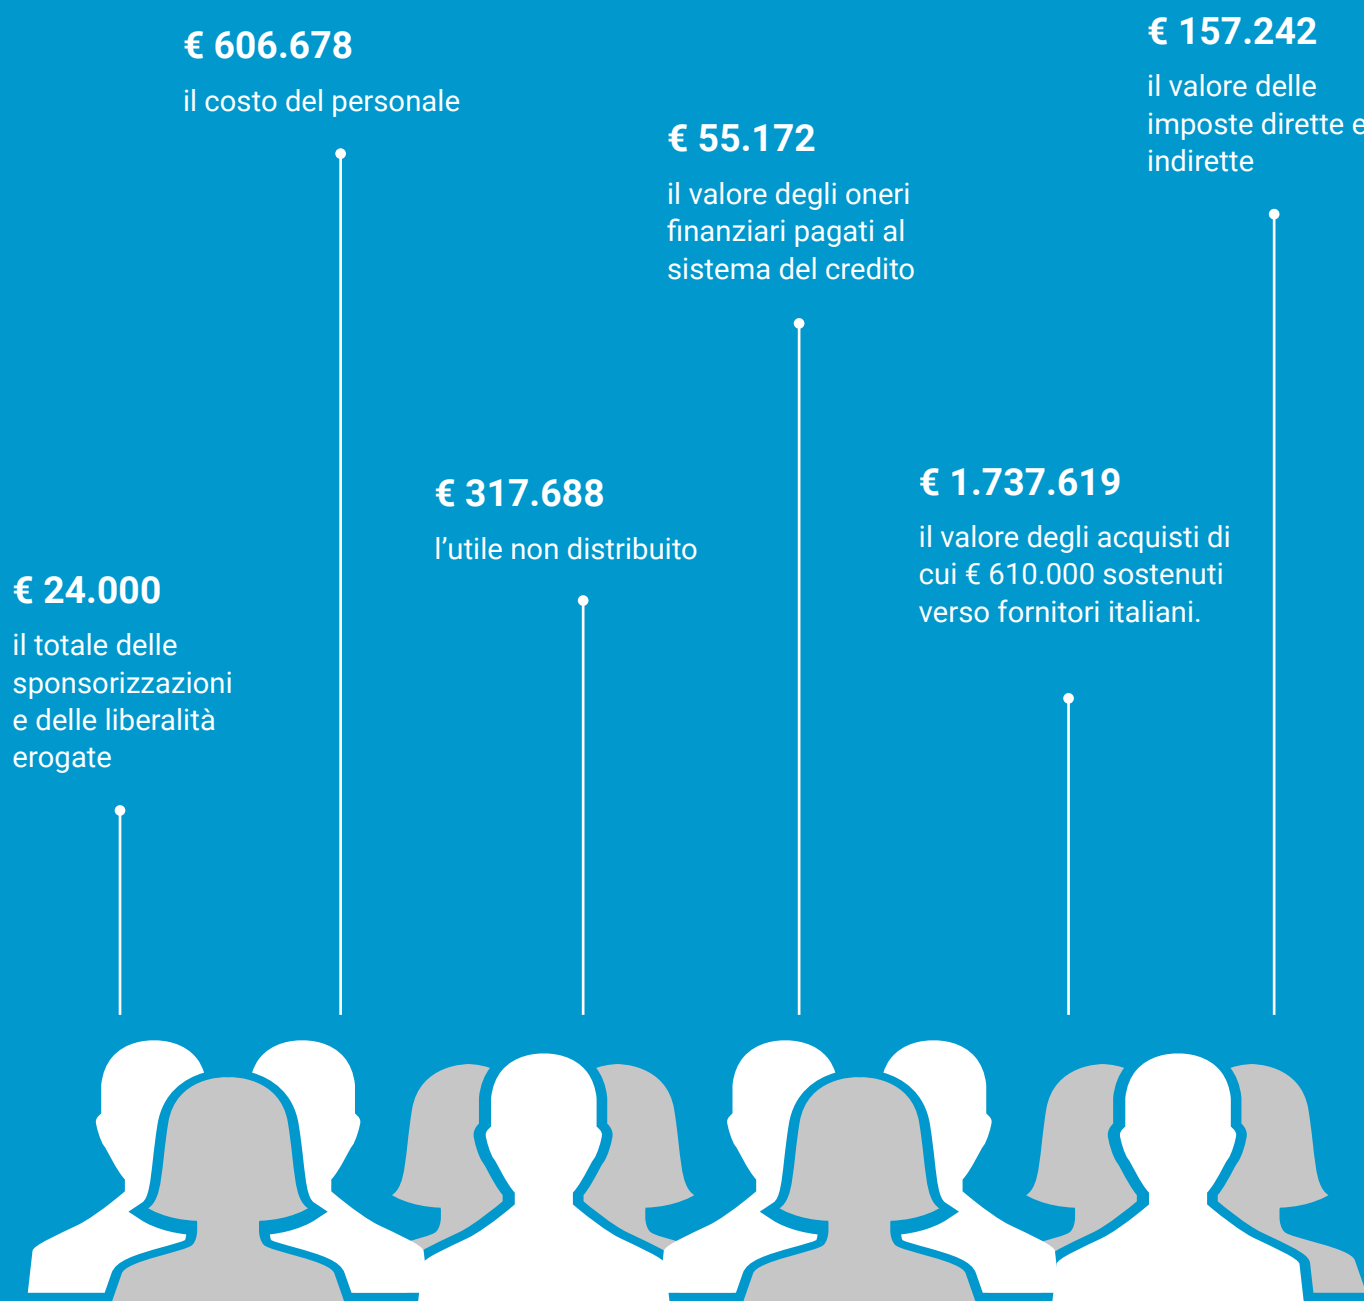 € 606.678
il costo del personale
€ 157.242
il valore delle
imposte dirette e
indirette
€ 55.172
il valore degli oneri
finanziari pagati al
sistema del credito
€ 317.688
l'utile non distribuito
€ 1.737.619
il valore degli acquisti di
cui € 610.000 sostenuti
verso fornitori italiani.
€ 24.000
il totale delle
sponsorizzazioni
e delle liberalità
erogate